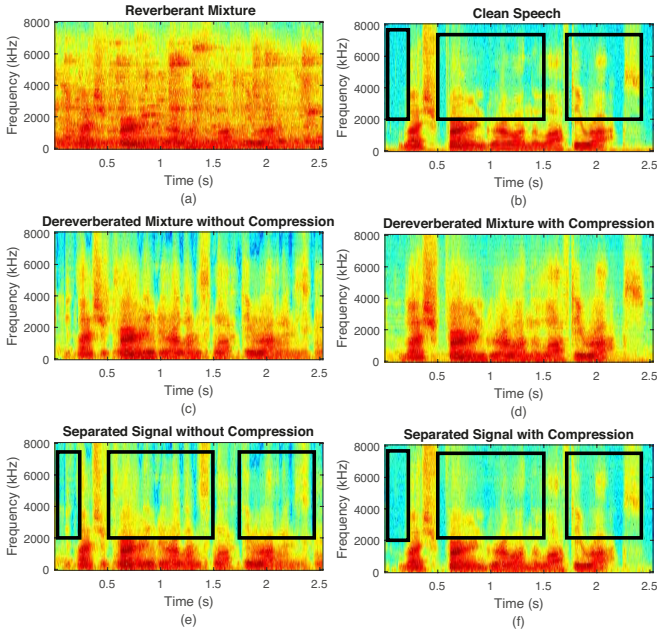 Reverberant Mixture
8000
6000
4000
2000
0
Frequency (kHz)
0.5
1
1.5
2
2.5
Time (s)
(a)
Clean Speech
8000
6000
4000
2000
0
Frequency (kHz)
0.5
1
1.5
2
2.5
Time (s)
(b)
Dereverberated Mixture without Compression
8000
6000
4000
2000
0
Frequency (kHz)
0.5
1
1.5
2
2.5
Time (s)
(c)
Dereverberated Mixture with Compression
8000
6000
4000
2000
0
Frequency (kHz)
0.5
1
1.5
2
2.5
Time (s)
(d)
Separated Signal without Compression
8000
6000
4000
2000
0
Frequency (kHz)
0.5
1
1.5
2
2.5
Time (s)
(e)
Separated Signal with Compression
8000
6000
4000
2000
0
Frequency (kHz)
0.5
1
1.5
2
2.5
Time (s)
(f)